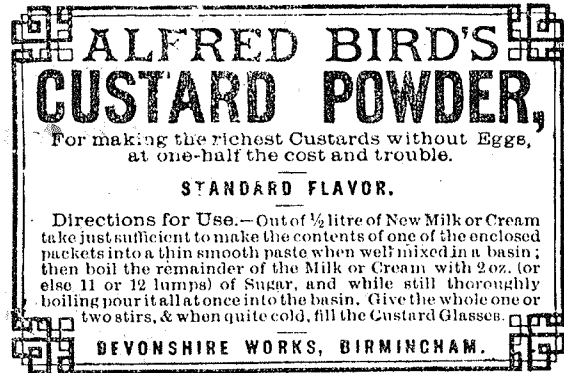 ALFRED BIRD'S
CUSTARD POWDER,
For making the richest Custards without Eggs,
at one-half the cost and trouble.
STANDARD FLAVOR.
Directions for Use.—Out of ½ litre of New Milk or Cream
take just sufficient to make the contents of one of the enclosed
packets into a thin smooth paste when well mixed in a basin;
then boil the remainder of the Milk or Cream with 2 oz. (or
else 11 or 12 lumps) of Sugar, and while still thoroughly
boiling pour it all at once into the basin. Give the whole one or
two stirs, & when quite cold, fill the Custard Glasses.
DEVONSHIRE WORKS, BIRMINGHAM.